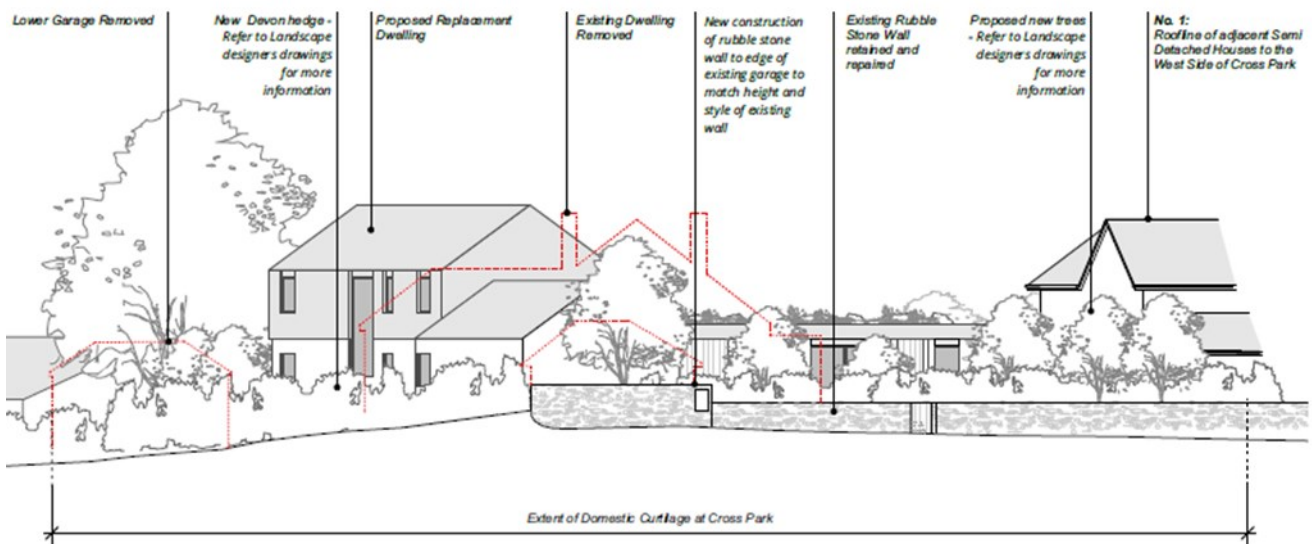 Lower Garage Removed
New Devon hedge -
Refer to Landscape
designers drawings
for more
information
Proposed Replacement
Dwelling
Existing Dwelling
Removed
New construction
of rubble stone
wall to edge of
existing garage to
match height and
style of existing
wall
Existing Rubble
Stone Wall
retained and
repaired
Proposed new trees
- Refer to Landscape
designers drawings
for more
information
No. 1:
Roofline of adjacent Semi
Detached Houses to the
West Side of Cross Park
Extent of Domestic Curtilage at Cross Park